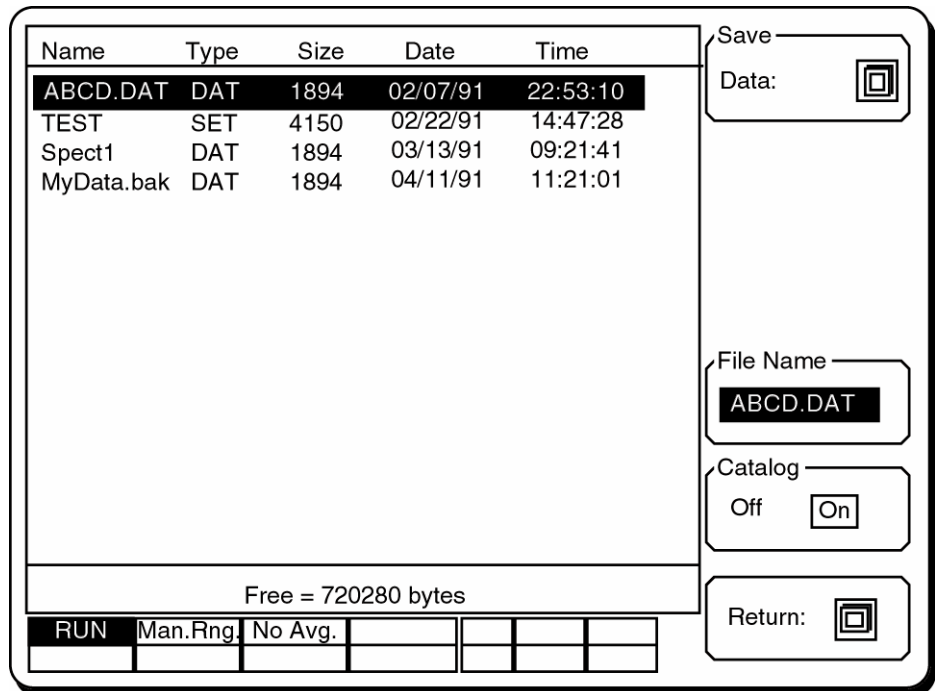 Name Type Size Date Time
ABCD.DAT DAT 1894 02/07/91 22:53:10
TEST SET 4150 02/22/91 14:47:28
Spect1 DAT 1894 03/13/91 09:21:41
MyData.bak DAT 1894 04/11/91 11:21:01
Free = 720280 bytes
RUN Man.Rng. No Avg.
Save
Data:
File Name
ABCD.DAT
Catalog
Off On
Return: